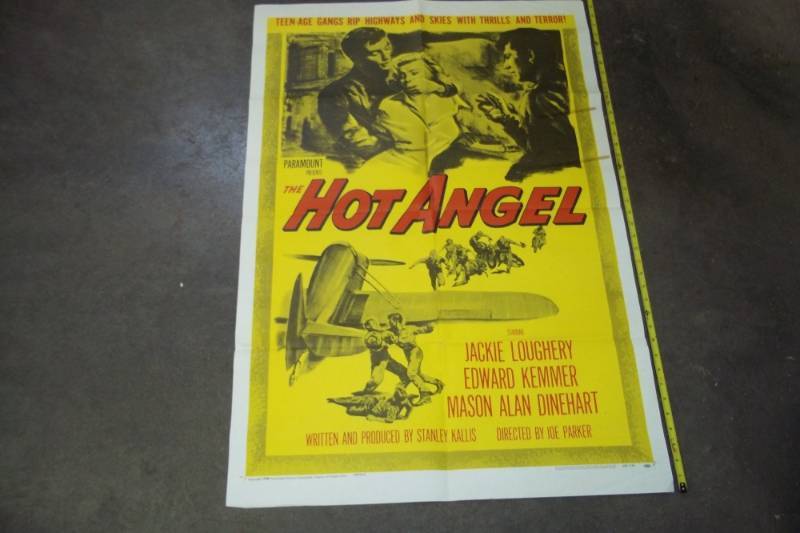 TEEN-AGE GANGS RIP HIGHWAYS AND SKIES WITH THRILLS AND TERROR!
PARAMOUNT
PRESENTS
THE
HOT ANGEL
STARRING
JACKIE LOUGHERY
EDWARD KEMMER
MASON ALAN DINEHART
WRITTEN AND PRODUCED BY STANLEY KALLIS DIRECTED BY JOE PARKER